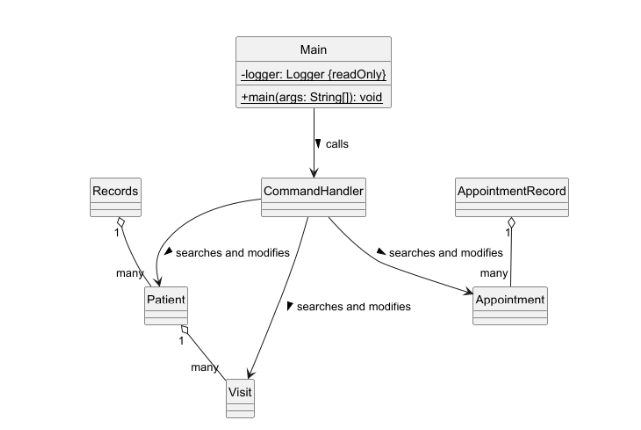 Main
-logger: Logger {readOnly}
+main(args: String[]): void
calls
Records
CommandHandler
AppointmentRecord
1
1
searches and modifies
searches and modifies
many
many
Patient
searches and modifies
Appointment
1
many
Visit